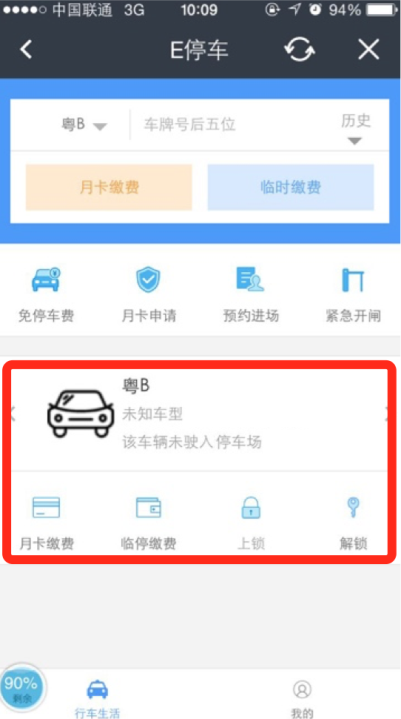 中国联通 3G 10:09 94%
E停车
粤B 车牌号后五位 历史
月卡缴费 临时缴费
免停车费 月卡申请 预约进场 紧急开闸
粤B
未知车型
该车辆未驶入停车场
月卡缴费 临停缴费 上锁 解锁
90%
剩余
行车生活 我的